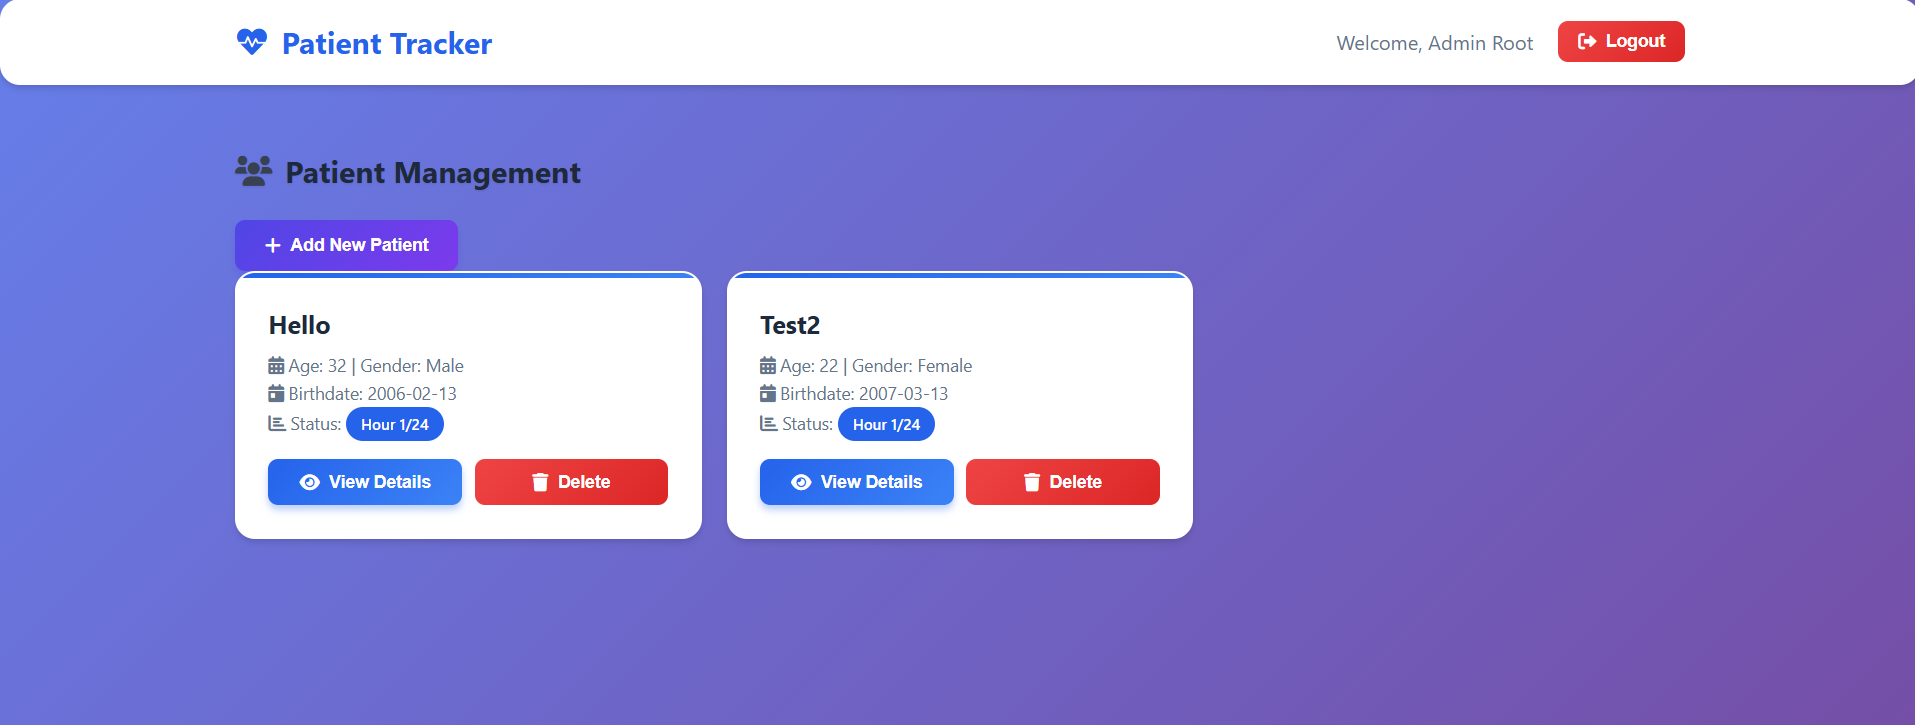 Patient Tracker
Welcome, Admin Root
Logout
Patient Management
Add New Patient
Hello
Age: 32 | Gender: Male
Birthdate: 2006-02-13
Status: Hour 1/24
View Details
Delete
Test2
Age: 22 | Gender: Female
Birthdate: 2007-03-13
Status: Hour 1/24
View Details
Delete